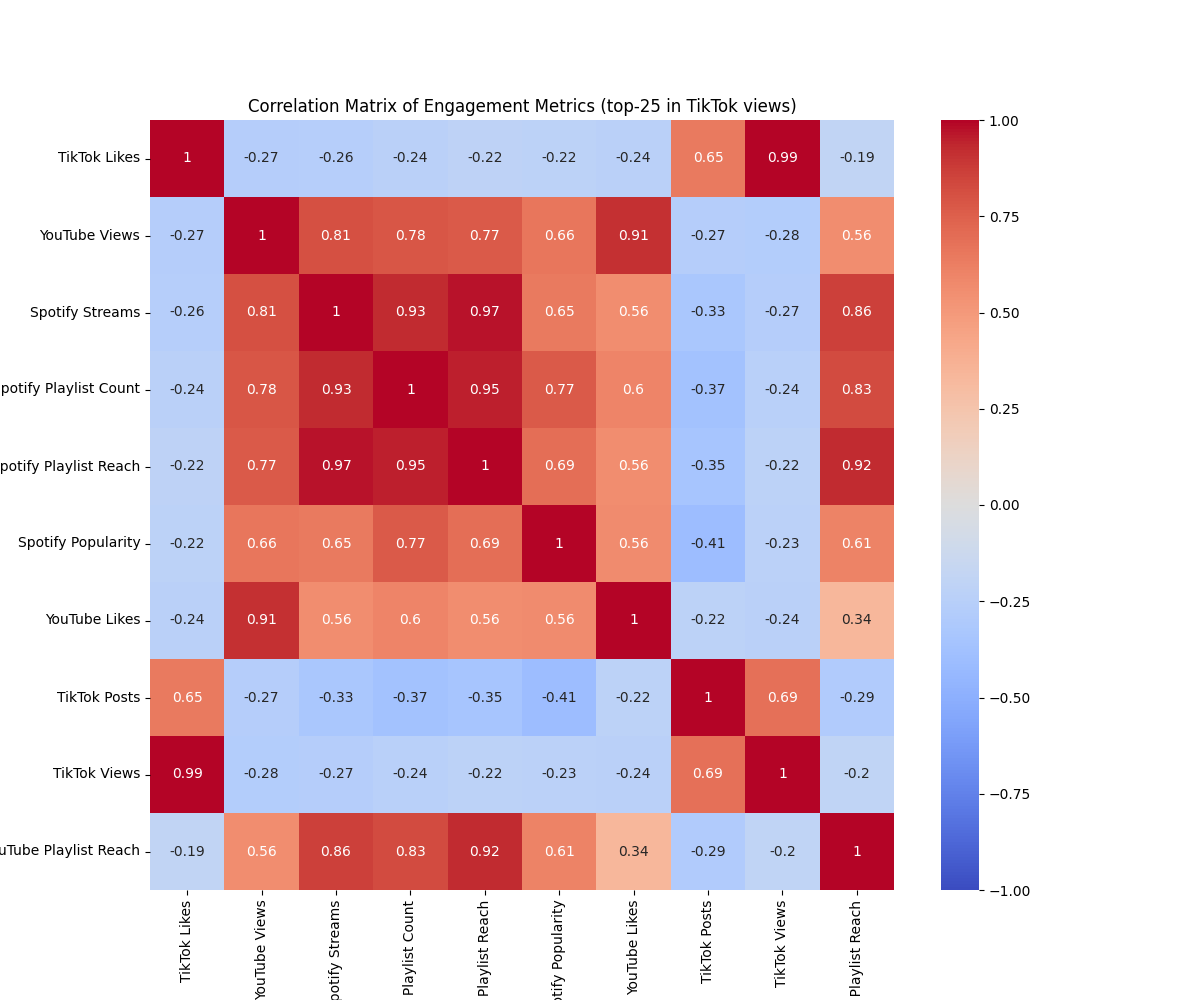 Correlation Matrix of Engagement Metrics (top-25 in TikTok views)
TikTok Likes 1 -0.27 -0.26 -0.24 -0.22 -0.22 -0.24 0.65 0.99 -0.19
YouTube Views -0.27 1 0.81 0.78 0.77 0.66 0.91 -0.27 -0.28 0.56
Spotify Streams -0.26 0.81 1 0.93 0.97 0.65 0.56 -0.33 -0.27 0.86
potify Playlist Count -0.24 0.78 0.93 1 0.95 0.77 0.6 -0.37 -0.24 0.83
potify Playlist Reach -0.22 0.77 0.97 0.95 1 0.69 0.56 -0.35 -0.22 0.92
Spotify Popularity -0.22 0.66 0.65 0.77 0.69 1 0.56 -0.41 -0.23 0.61
YouTube Likes -0.24 0.91 0.56 0.6 0.56 0.56 1 -0.22 -0.24 0.34
TikTok Posts 0.65 -0.27 -0.33 -0.37 -0.35 -0.41 -0.22 1 0.69 -0.29
TikTok Views 0.99 -0.28 -0.27 -0.24 -0.22 -0.23 -0.24 0.69 1 -0.2
uTube Playlist Reach -0.19 0.56 0.86 0.83 0.92 0.61 0.34 -0.29 -0.2 1
TikTok Likes
YouTube Views
potify Streams
Playlist Count
Playlist Reach
otify Popularity
YouTube Likes
TikTok Posts
TikTok Views
Playlist Reach
1.00
0.75
0.50
0.25
0.00
−0.25
−0.50
−0.75
−1.00